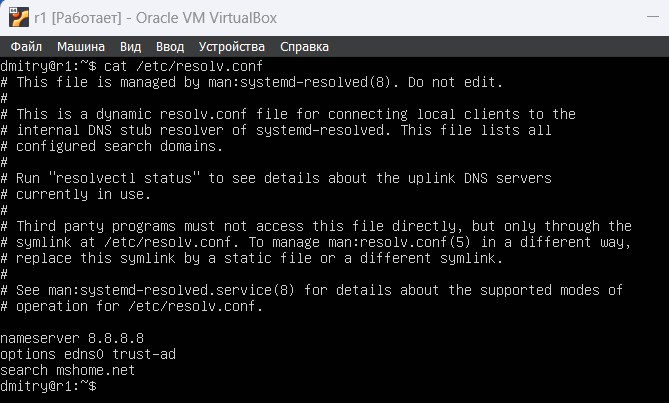 r1 [Работает] - Oracle VM VirtualBox
Файл Машина Вид Ввод Устройства Справка
dmitry@r1:~$ cat /etc/resolv.conf
# This file is managed by man:systemd-resolved(8). Do not edit.
#
# This is a dynamic resolv.conf file for connecting local clients to the
# internal DNS stub resolver of systemd-resolved. This file lists all
# configured search domains.
#
# Run "resolvectl status" to see details about the uplink DNS servers
# currently in use.
#
# Third party programs must not access this file directly, but only through the
# symlink at /etc/resolv.conf. To manage man:resolv.conf(5) in a different way,
# replace this symlink by a static file or a different symlink.
#
# See man:systemd-resolved.service(8) for details about the supported modes of
# operation for /etc/resolv.conf.
nameserver 8.8.8.8
options edns0 trust-ad
search mshome.net
dmitry@r1:~$